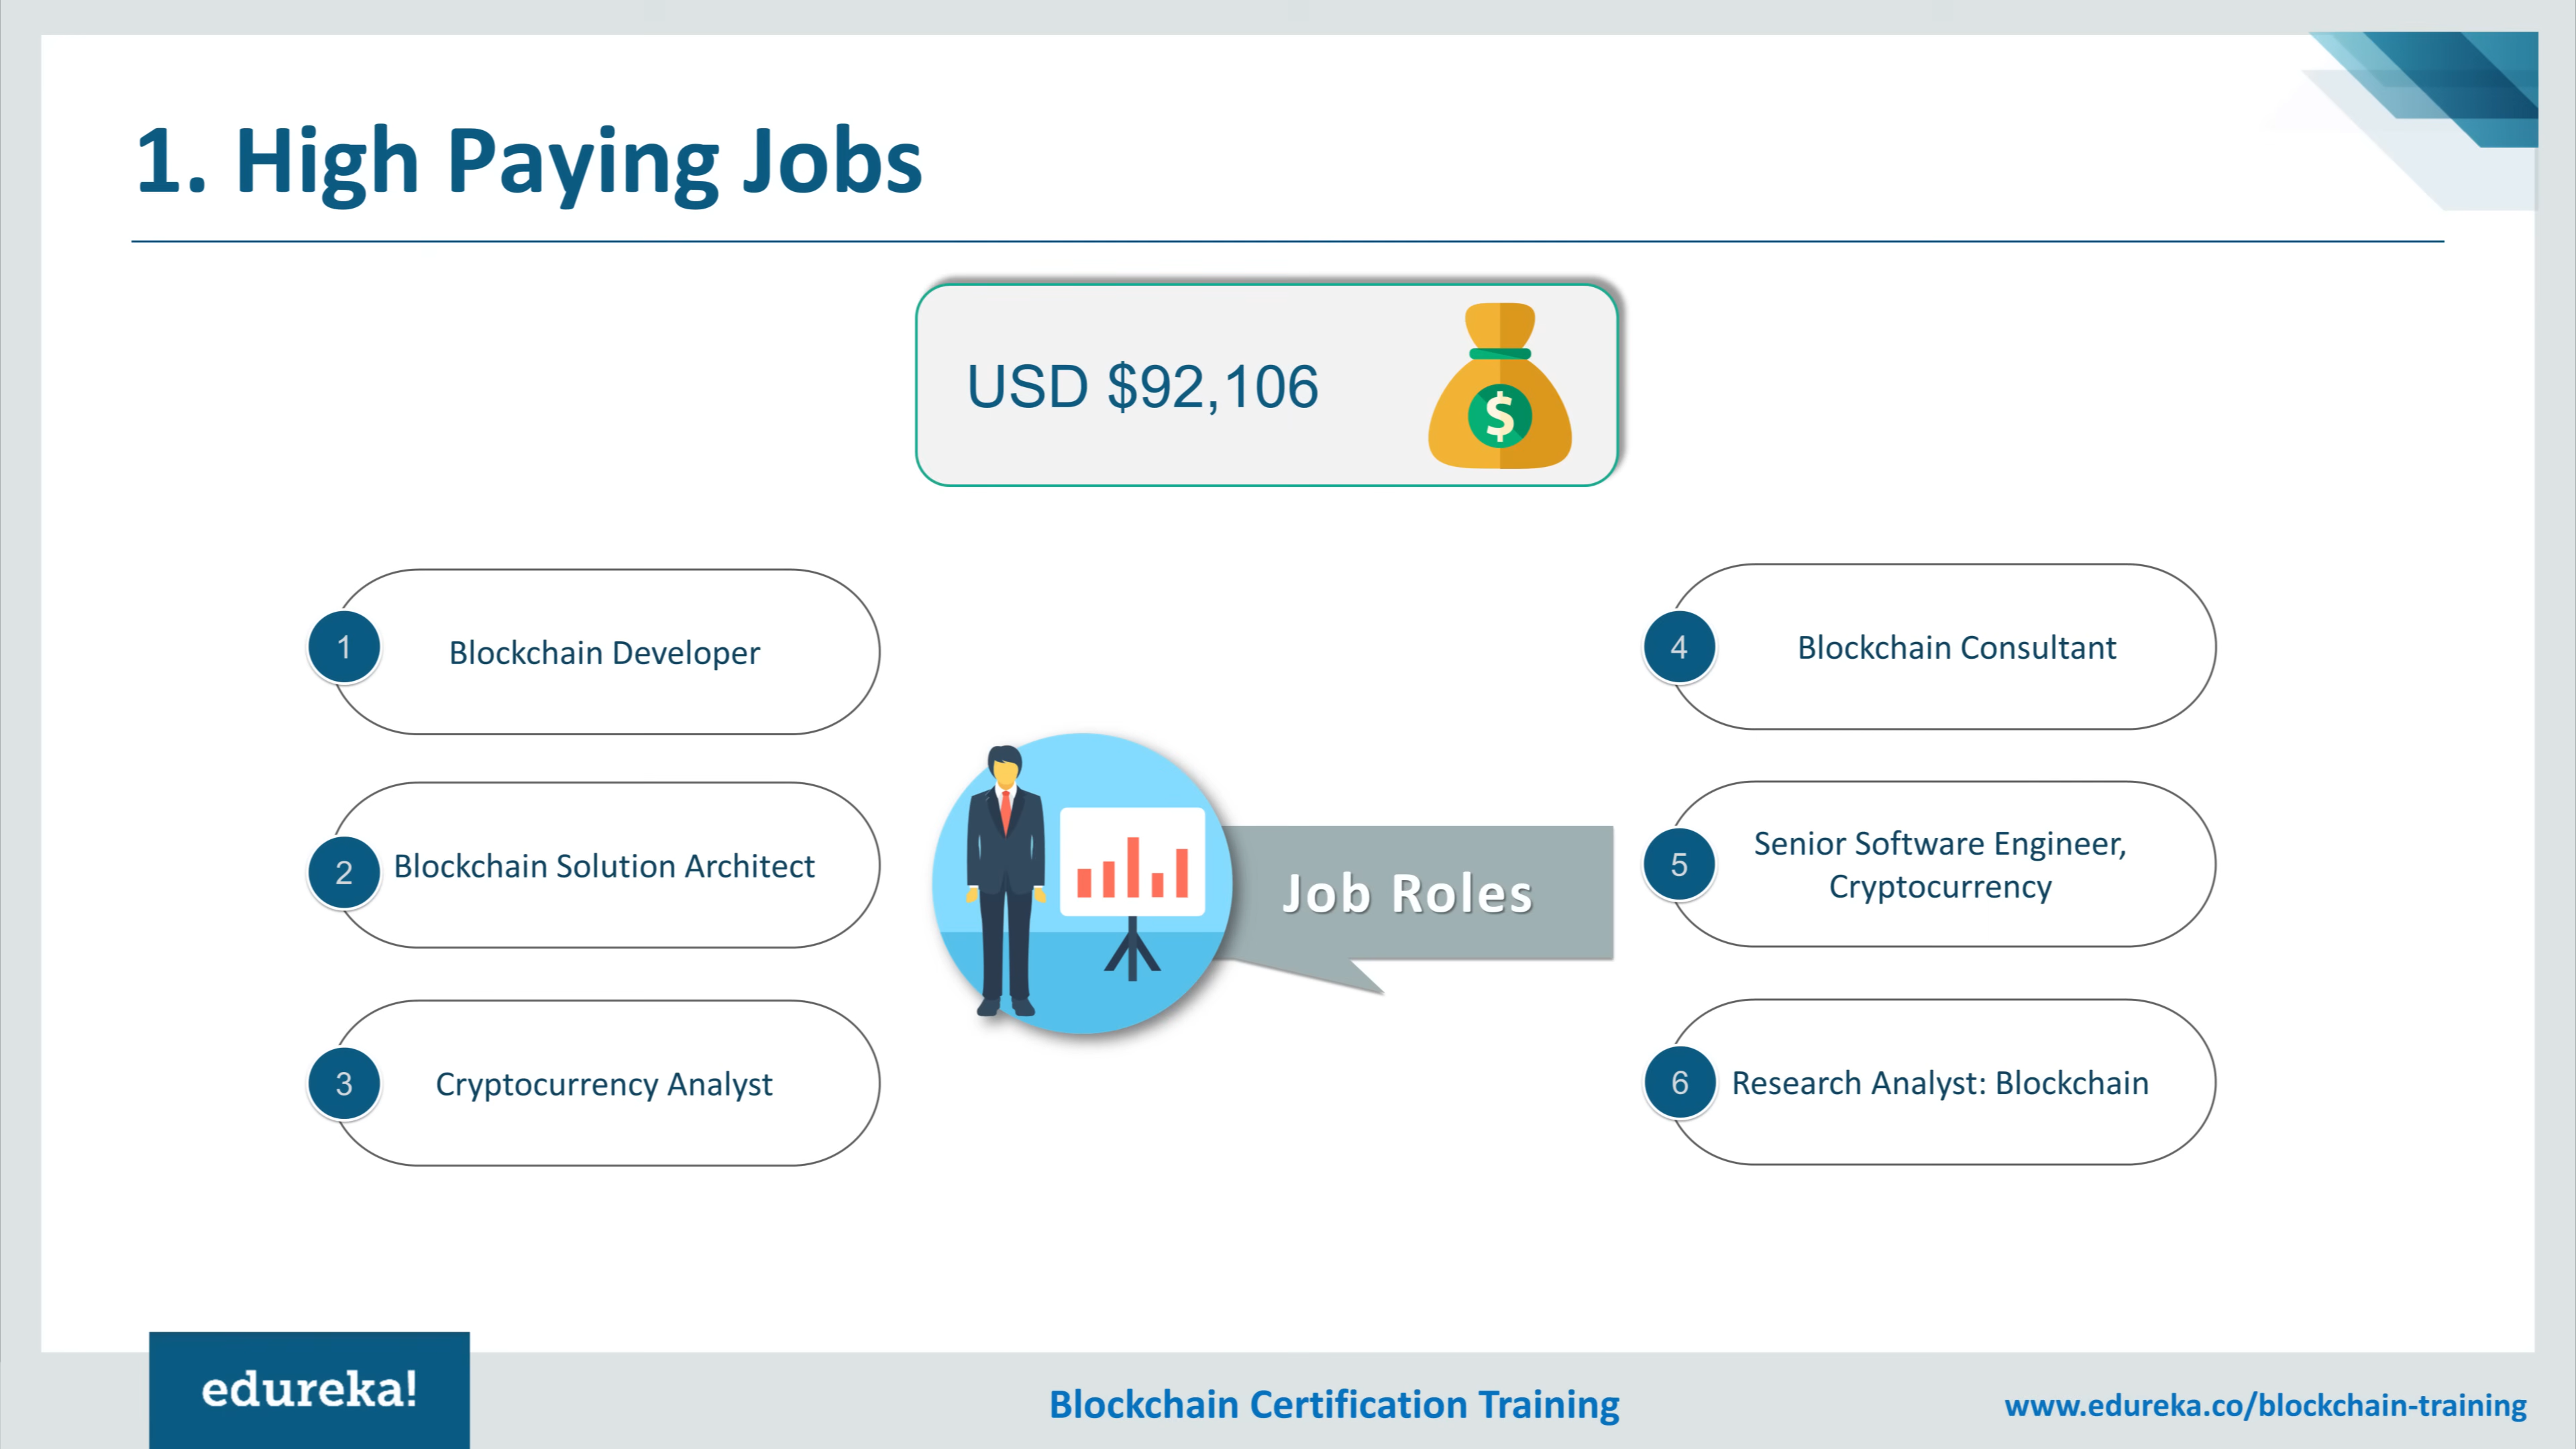 1. High Paying Jobs
USD $92,106
$
1
Blockchain Developer
2
Blockchain Solution Architect
3
Cryptocurrency Analyst
Job Roles
4
Blockchain Consultant
5
Senior Software Engineer,
Cryptocurrency
6
Research Analyst: Blockchain
edureka!
Blockchain Certification Training
www.edureka.co/blockchain-training